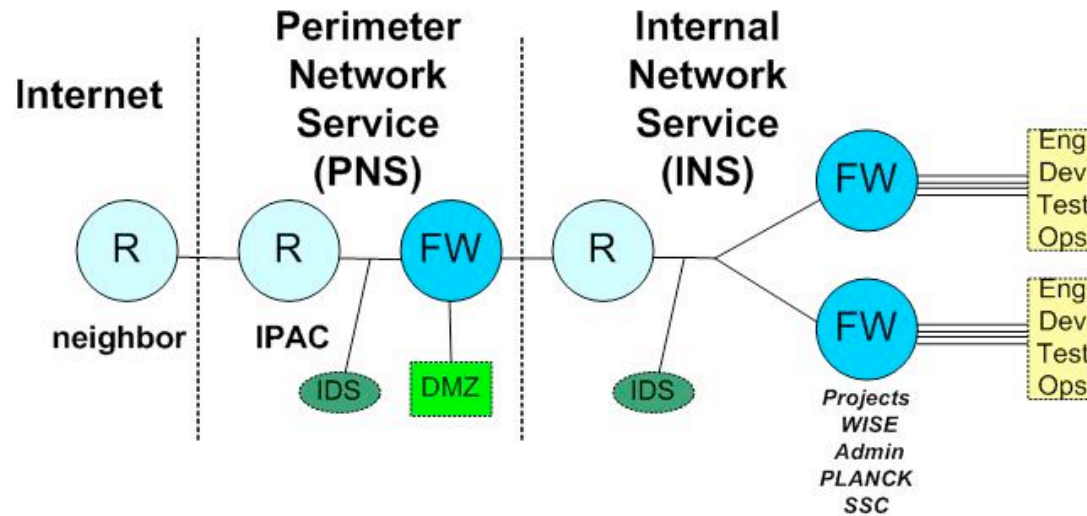 Internet
Perimeter
Network
Service
(PNS)
Internal
Network
Service
(INS)
R
neighbor
R
IPAC
IDS
FW
DMZ
R
IDS
FW
Eng
Dev
Test
Ops
FW
Eng
Dev
Test
Ops
Projects
WISE
Admin
PLANCK
SSC